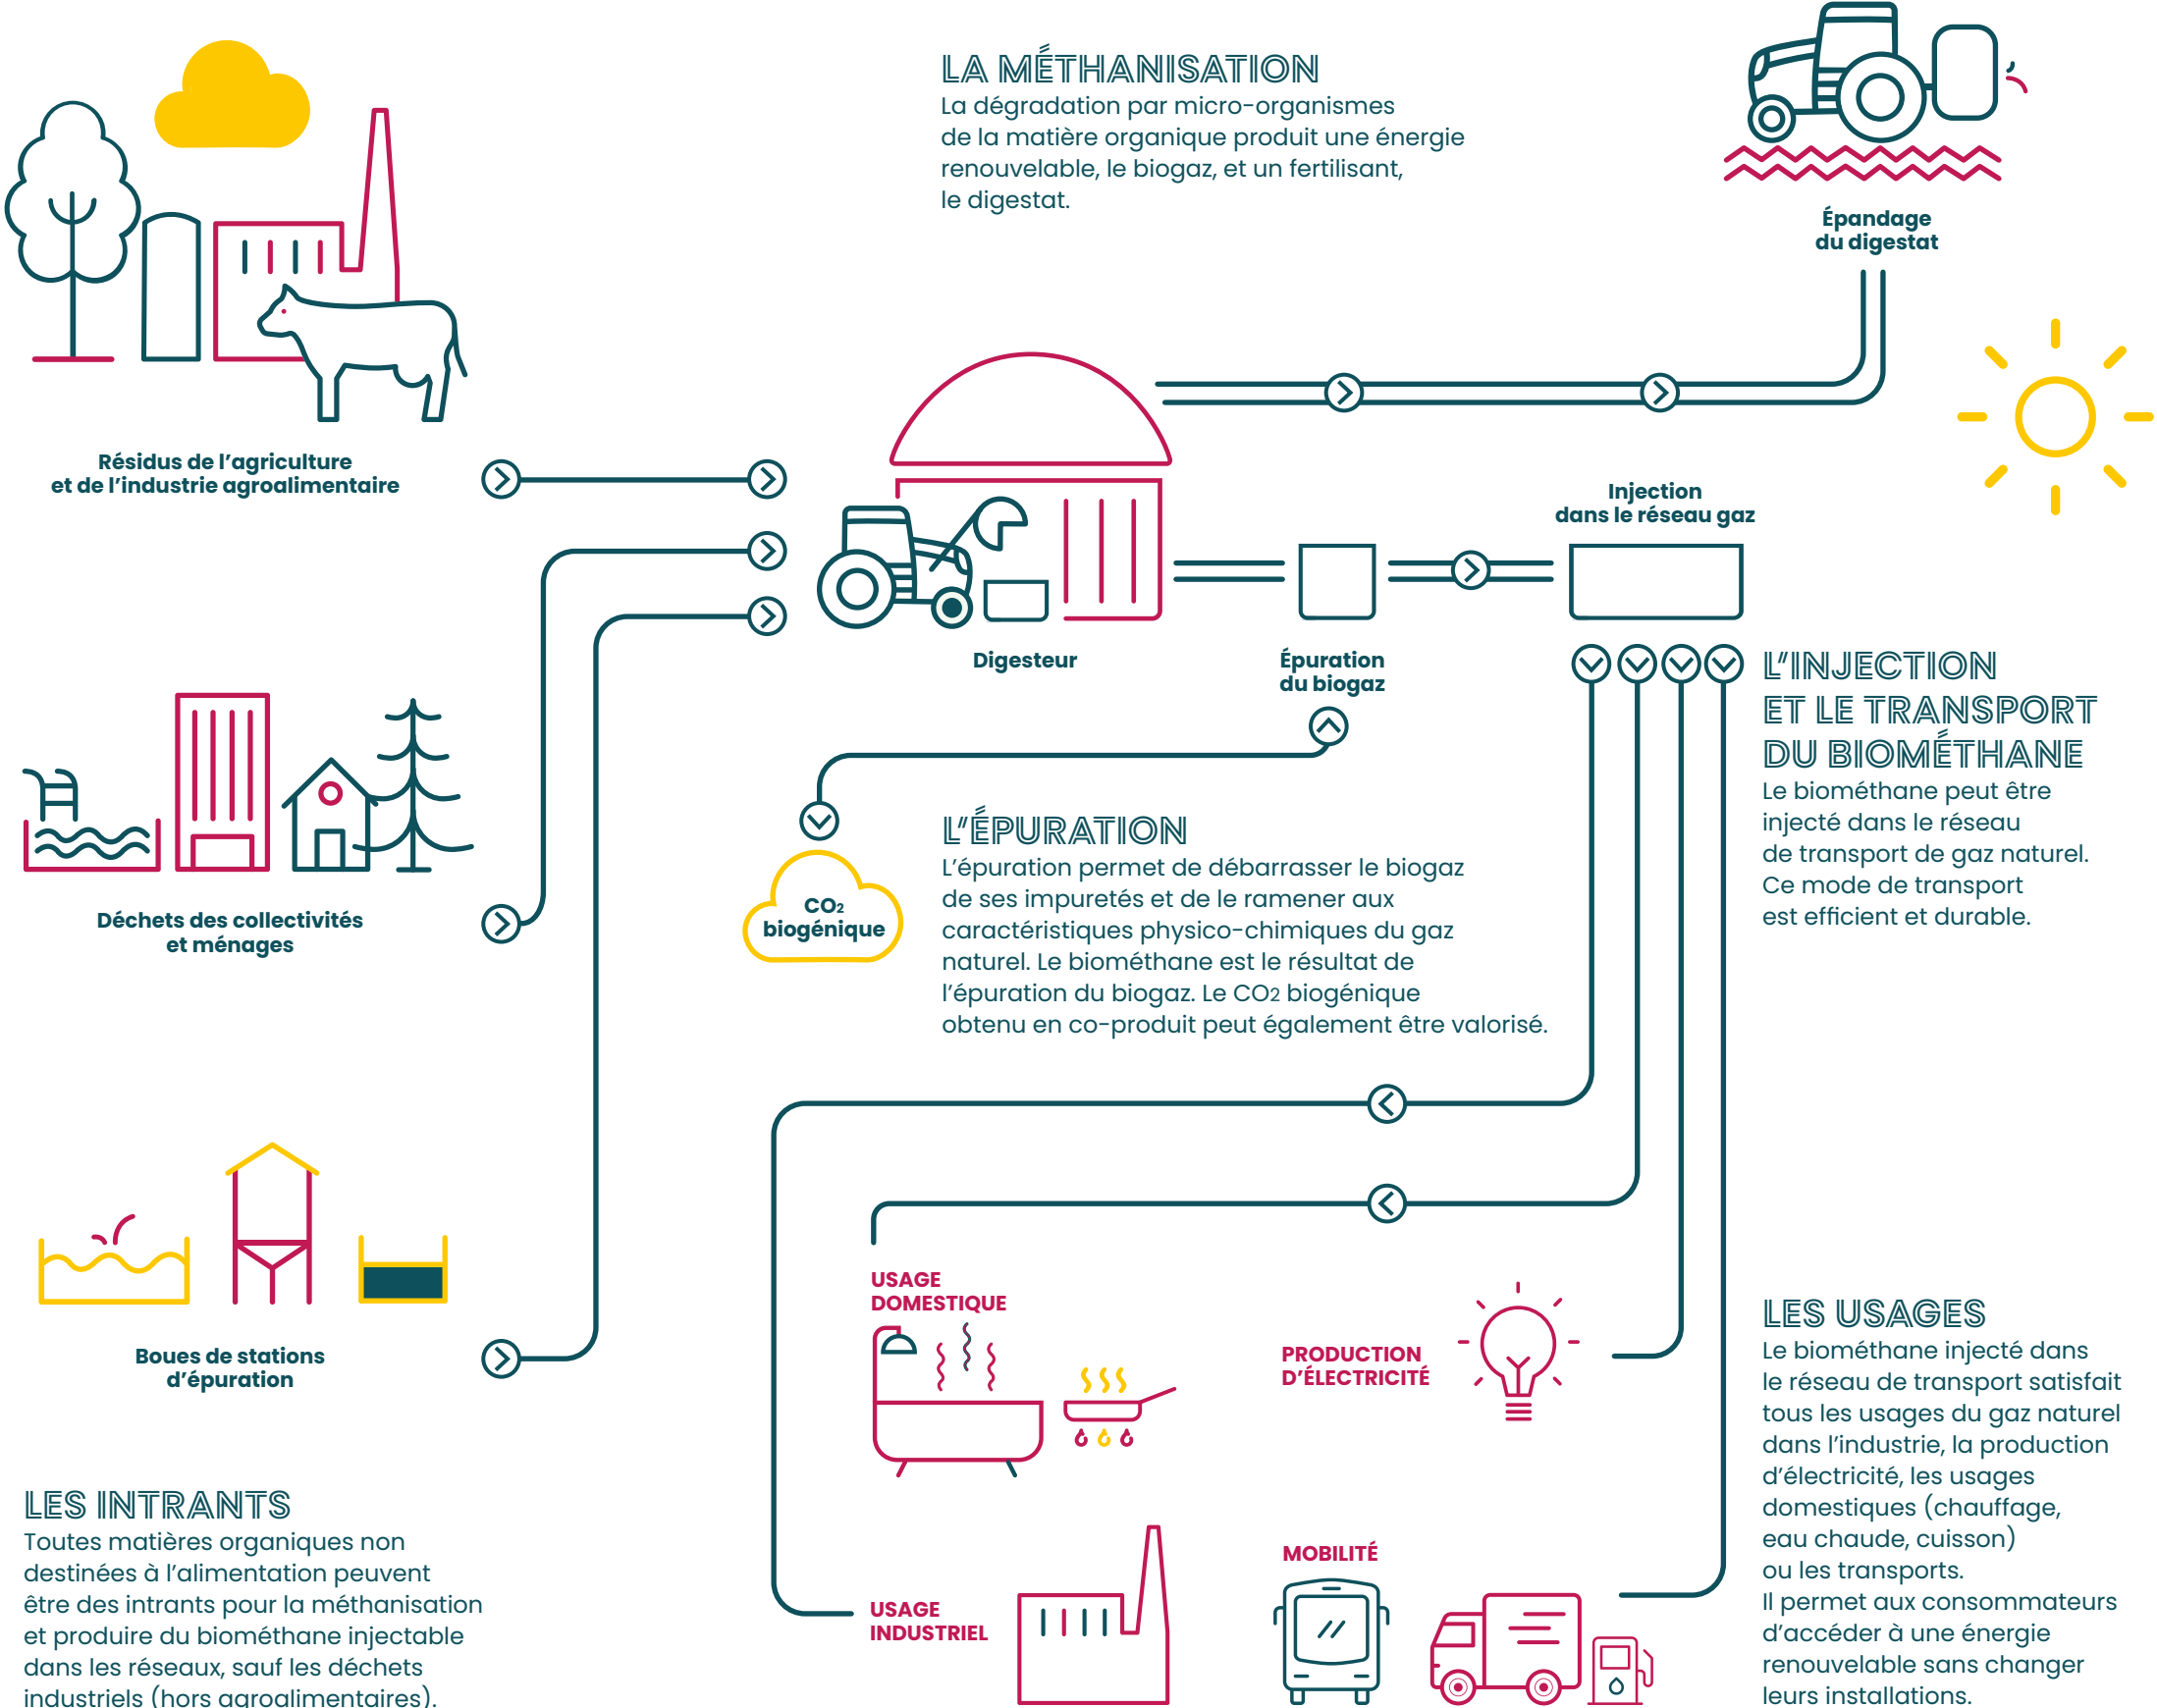 LA MÉTHANISATION
La dégradation par micro-organismes
de la matière organique produit une énergie
renouvelable, le biogaz, et un fertilisant,
le digestat.
Épandage
du digestat
Résidus de l’agriculture
et de l’industrie agroalimentaire
Injection
dans le réseau gaz
Digesteur
Épuration
du biogaz
L’INJECTION
ET LE TRANSPORT
DU BIOMÉTHANE
Le biométhane peut être
injecté dans le réseau
de transport de gaz naturel.
Ce mode de transport
est efficient et durable.
L’ÉPURATION
L’épuration permet de débarrasser le biogaz
de ses impuretés et de le ramener aux
caractéristiques physico-chimiques du gaz
naturel. Le biométhane est le résultat de
l’épuration du biogaz. Le CO2 biogénique
obtenu en co-produit peut également être valorisé.
CO2
biogénique
Déchets des collectivités
et ménages
Boues de stations
d’épuration
USAGE
DOMESTIQUE
PRODUCTION
D’ÉLECTRICITÉ
LES USAGES
Le biométhane injecté dans
le réseau de transport satisfait
tous les usages du gaz naturel
dans l’industrie, la production
d’électricité, les usages
domestiques (chauffage,
eau chaude, cuisson)
ou les transports.
Il permet aux consommateurs
d’accéder à une énergie
renouvelable sans changer
leurs installations.
LES INTRANTS
Toutes matières organiques non
destinées à l’alimentation peuvent
être des intrants pour la méthanisation
et produire du biométhane injectable
dans les réseaux, sauf les déchets
industriels (hors agroalimentaires).
USAGE
INDUSTRIEL
MOBILITÉ